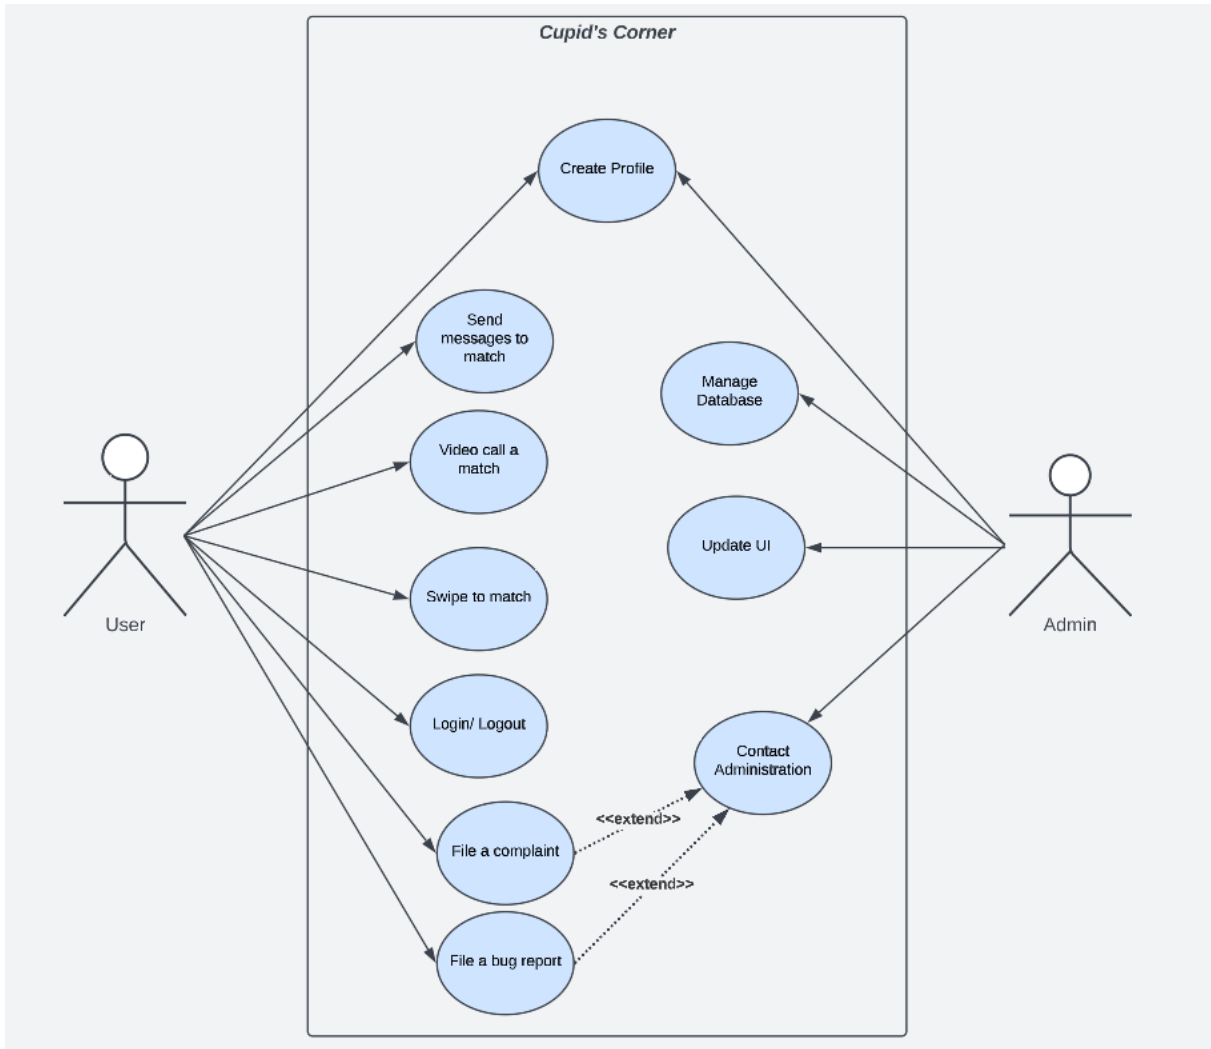 Cupid's Corner
Create Profile
Send
messages to
match
Manage
Database
Video call a
match
Update UI
Swipe to match
User
Admin
Login/ Logout
Contact
Administration
<<extend>>
File a complaint
<<extend>>
File a bug report